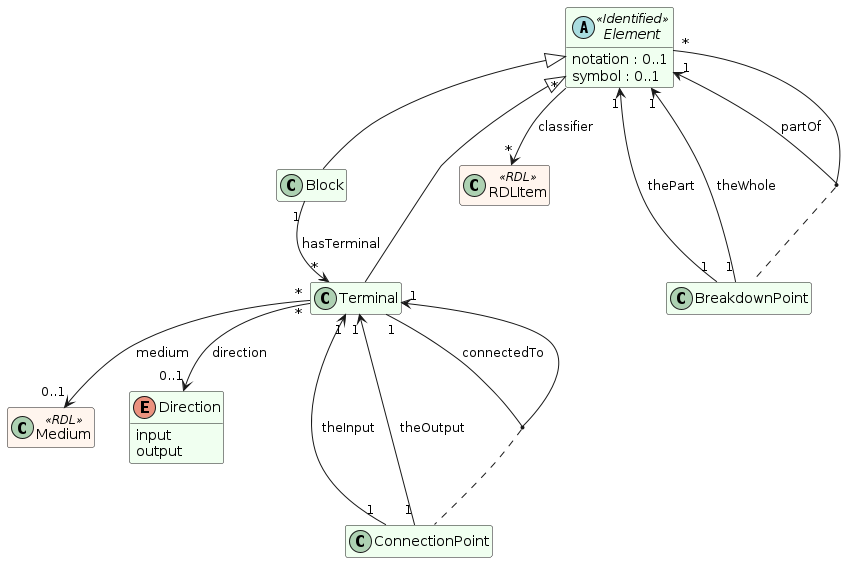 A «Identified»
Element
notation : 0..1
symbol : 0..1
*
1
*
1
1
partOf
classifier
*
C «RDL»
RDLItem
C Block
thePart
theWhole
1
hasTerminal
*
1
1
C Terminal
C BreakdownPoint
*
*
1
1
1
1
medium
direction
connectedTo
0..1
0..1
C «RDL»
Medium
E Direction
input
output
theInput
theOutput
1
1
C ConnectionPoint